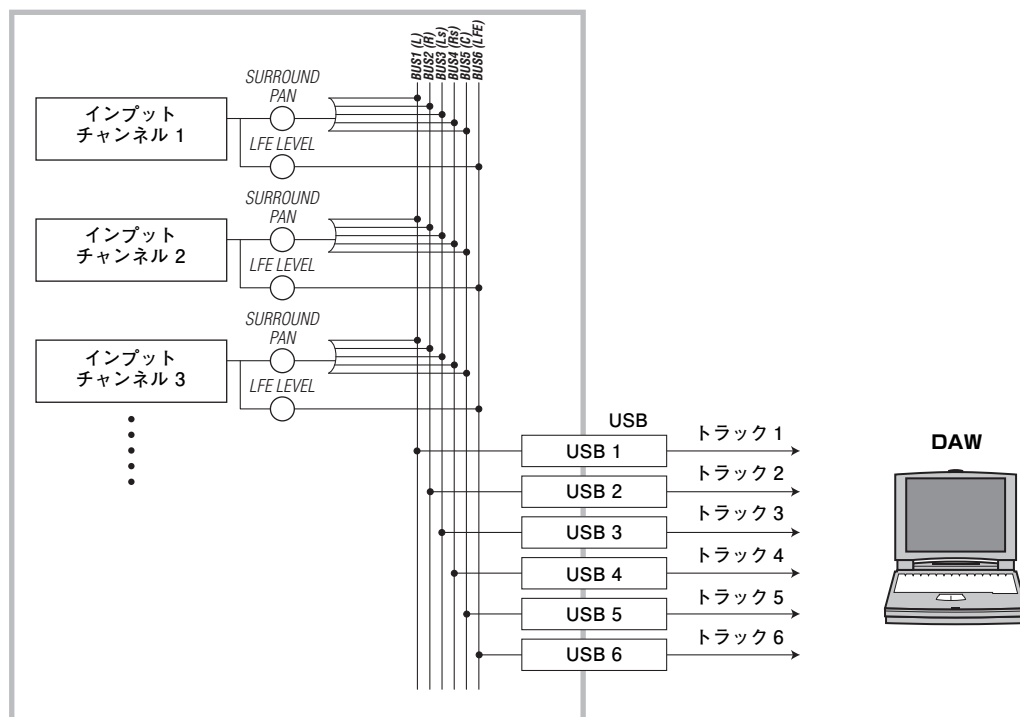 BUS1 (L)
BUS2 (R)
BUS3 (Ls)
BUS4 (Rs)
BUS5 (C)
BUS6 (LFE)
SURROUND
PAN
インプット
チャンネル 1
LFE LEVEL
SURROUND
PAN
インプット
チャンネル 2
LFE LEVEL
SURROUND
PAN
インプット
チャンネル 3
LFE LEVEL
USB
USB 1
トラック 1
USB 2
トラック 2
USB 3
トラック 3
USB 4
トラック 4
USB 5
トラック 5
USB 6
トラック 6
DAW